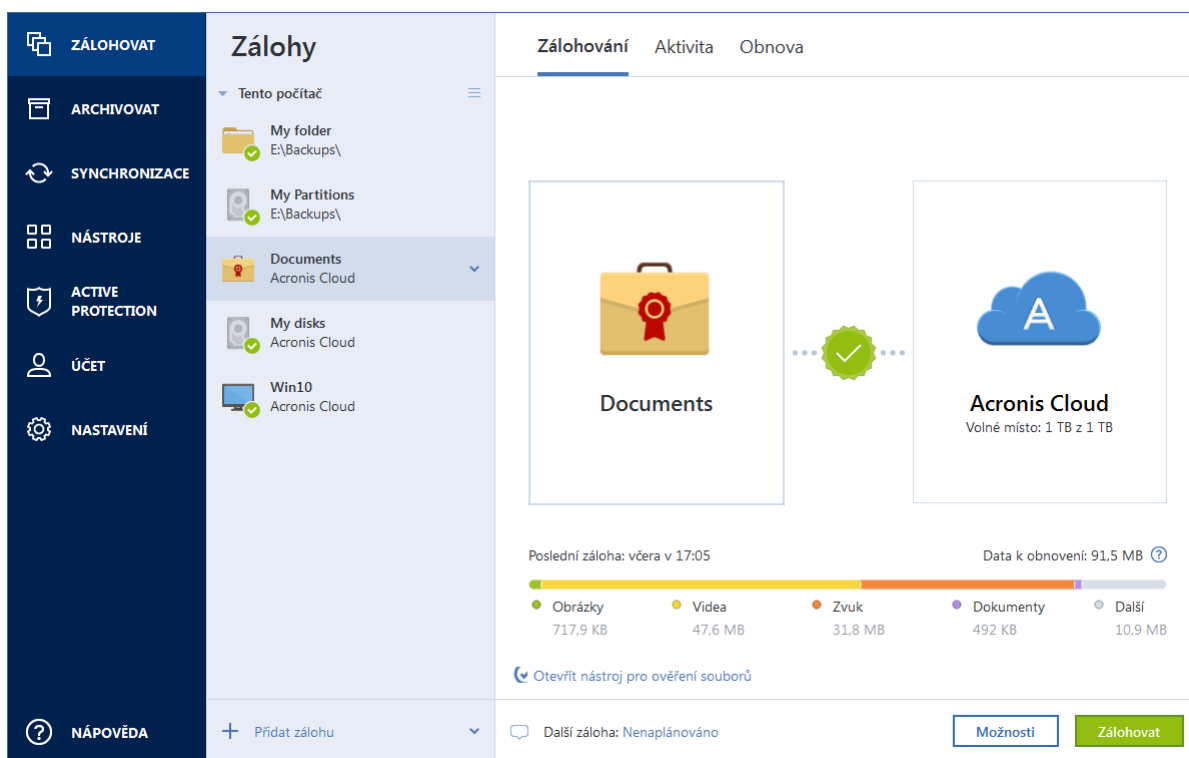 ZÁLOHOVAT
ARCHIVOVAT
SYNCHRONIZACE
NÁSTROJE
ACTIVE
PROTECTION
ÚČET
NASTAVENÍ
NÁPOVĚDA
Zálohy
Tento počítač
My folder
E:\Backups\
My Partitions
E:\Backups\
Documents
Acronis Cloud
My disks
Acronis Cloud
Win10
Acronis Cloud
Přidat zálohu
Zálohování Aktivita Obnova
Documents
A
Acronis Cloud
Volné místo: 1 TB z 1 TB
Poslední záloha: včera v 17:05
Data k obnovení: 91,5 MB ?
Obrázky Videa Zvuk Dokumenty Další
717,9 KB 47,6 MB 31,8 MB 492 KB 10,9 MB
Otevřít nástroj pro ověření souborů
Další záloha: Nenaplánováno
Možnosti
Zálohovat